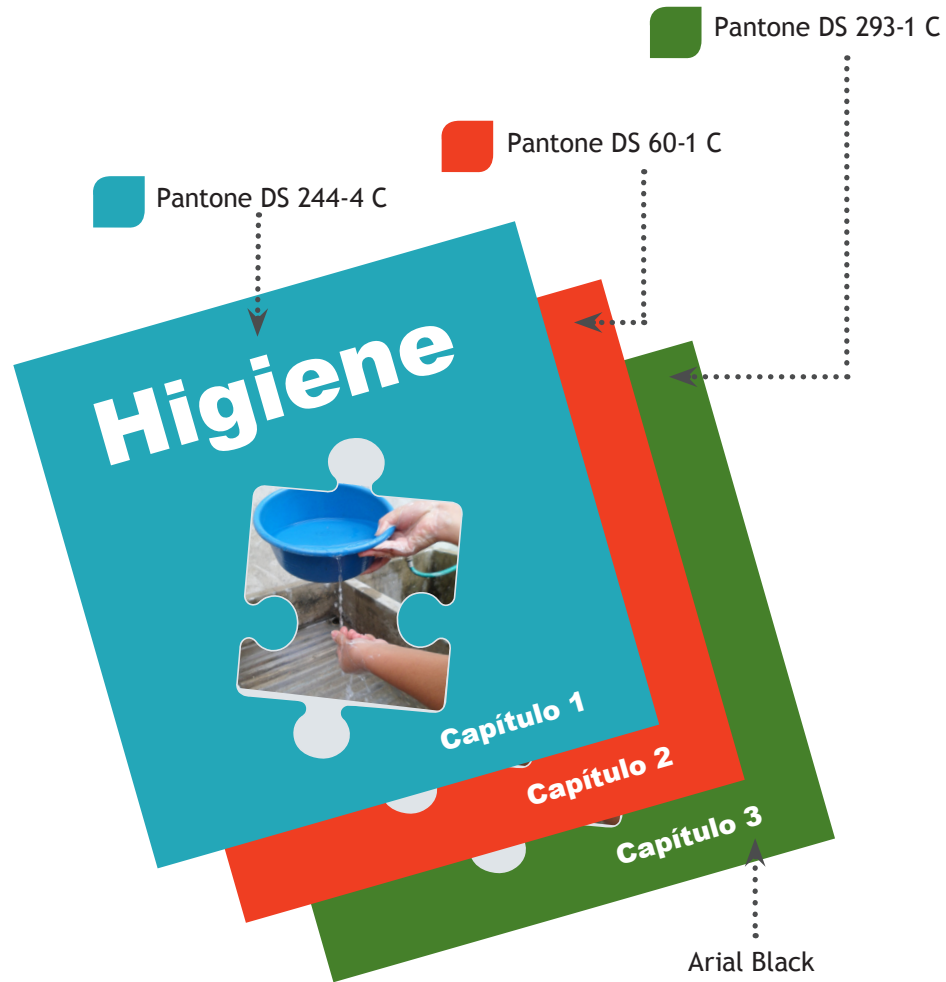 Pantone DS 293-1 C
Pantone DS 60-1 C
Pantone DS 244-4 C
Higiene
Capítulo 1
Capítulo 2
Capítulo 3
Arial Black